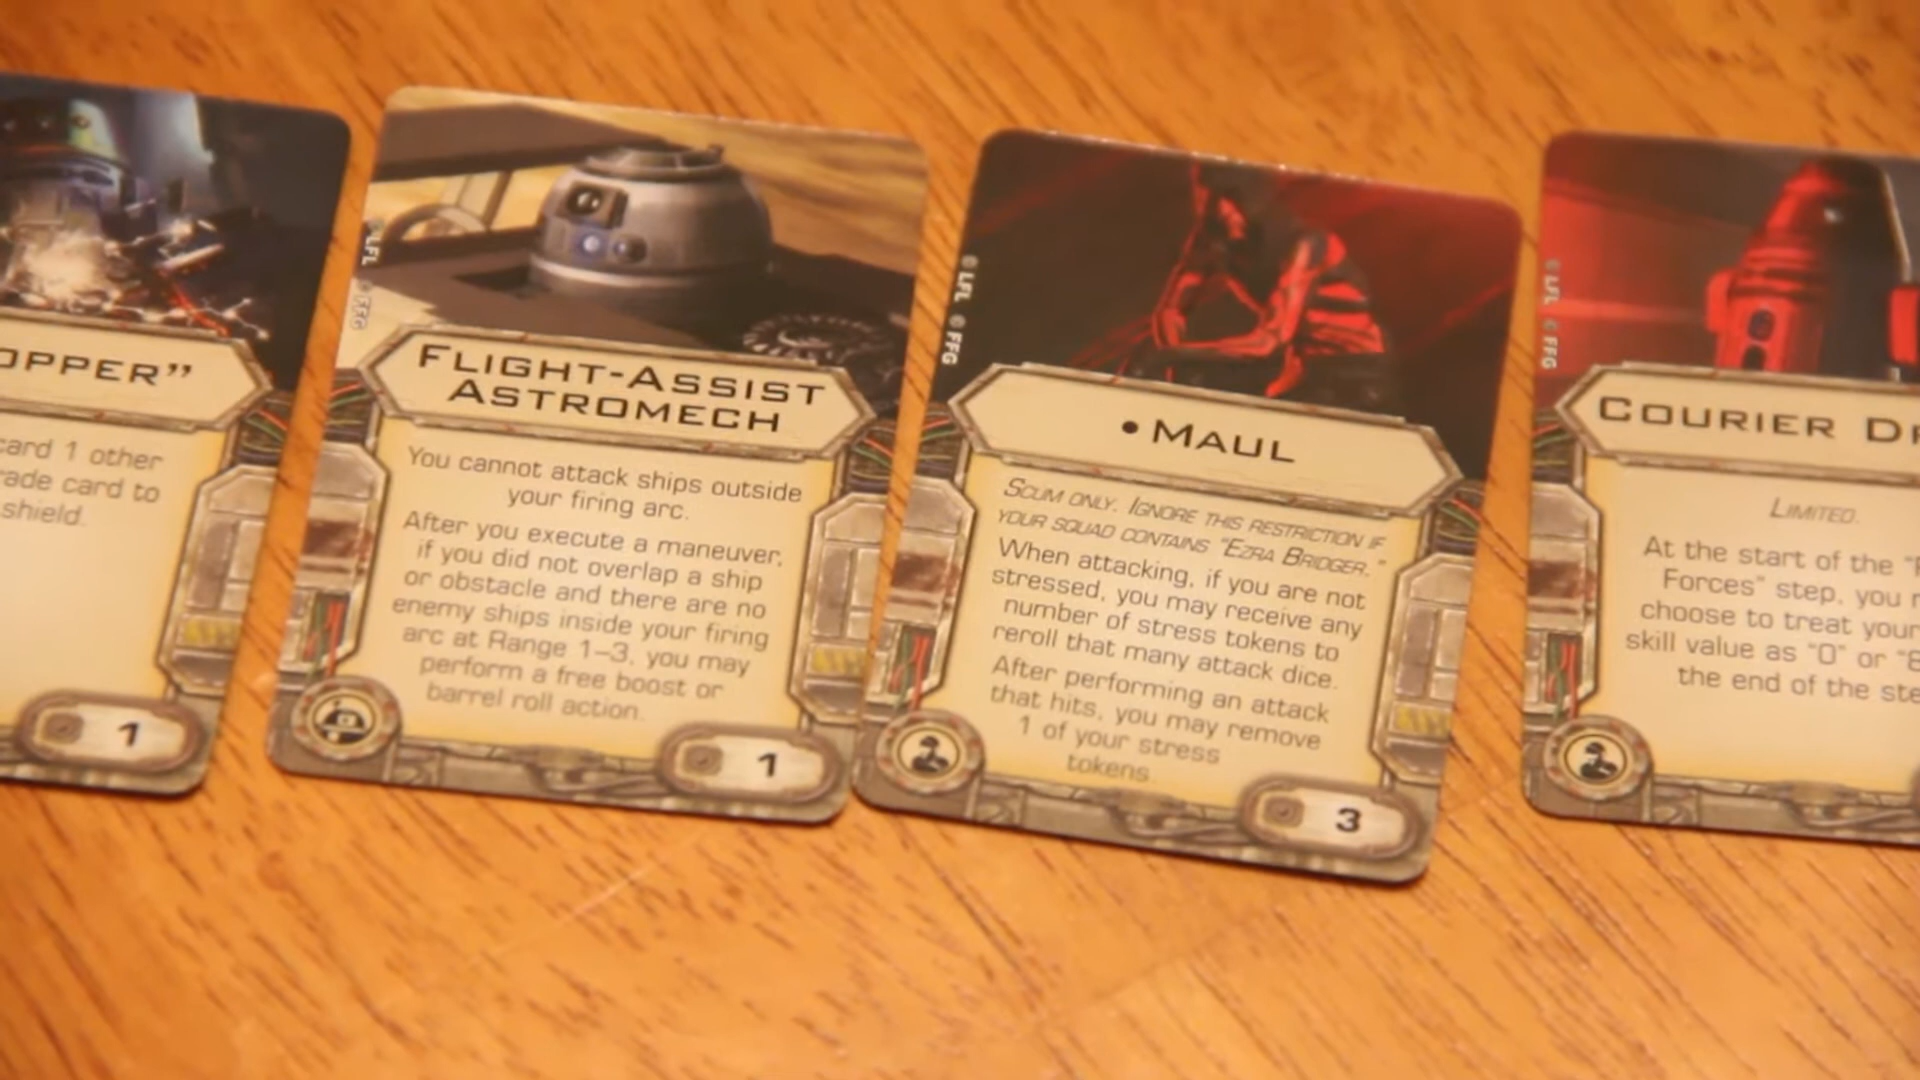 OPPER”
card 1 other
rade card to
shield.
1
© LFL © FFG
FLIGHT-ASSIST
ASTROMECH
You cannot attack ships outside
your firing arc.
After you execute a maneuver,
if you did not overlap a ship
or obstacle and there are no
enemy ships inside your firing
arc at Range 1–3, you may
perform a free boost or
barrel roll action.
1
© LFL © FFG
• MAUL
SCUM ONLY. IGNORE THIS RESTRICTION IF
YOUR SQUAD CONTAINS “EZRA BRIDGER.”
When attacking, if you are not
stressed, you may receive any
number of stress tokens to
reroll that many attack dice.
After performing an attack
that hits, you may remove
1 of your stress
tokens.
3
© LFL © FFG
COURIER DR
LIMITED.
At the start of the “
Forces” step, you
choose to treat your
skill value as “0” or “8
the end of the ste